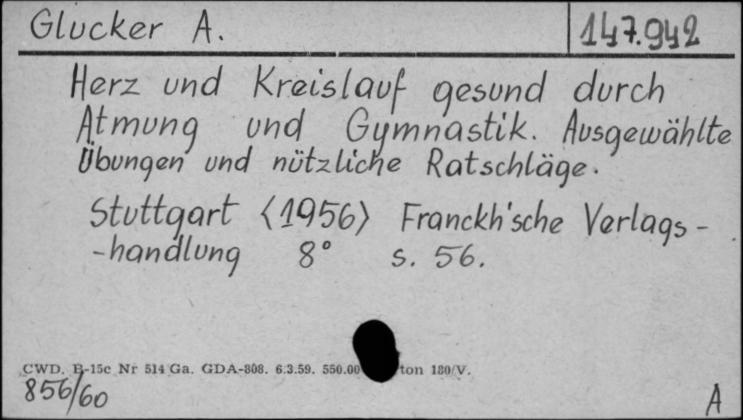 Glucker A.
147.942
Herz und Kreislauf gesund durch
Atmung und Gymnastik. Ausgewählte
Übungen und nützliche Ratschläge.
Stuttgart ⟨1956⟩ Franckh'sche Verlags-
-handlung 8° s. 56.
CWD. B-15c Nr 514 Ga. GDA-808. 6.3.59. 550.00 ton 180/V.
856/60
A